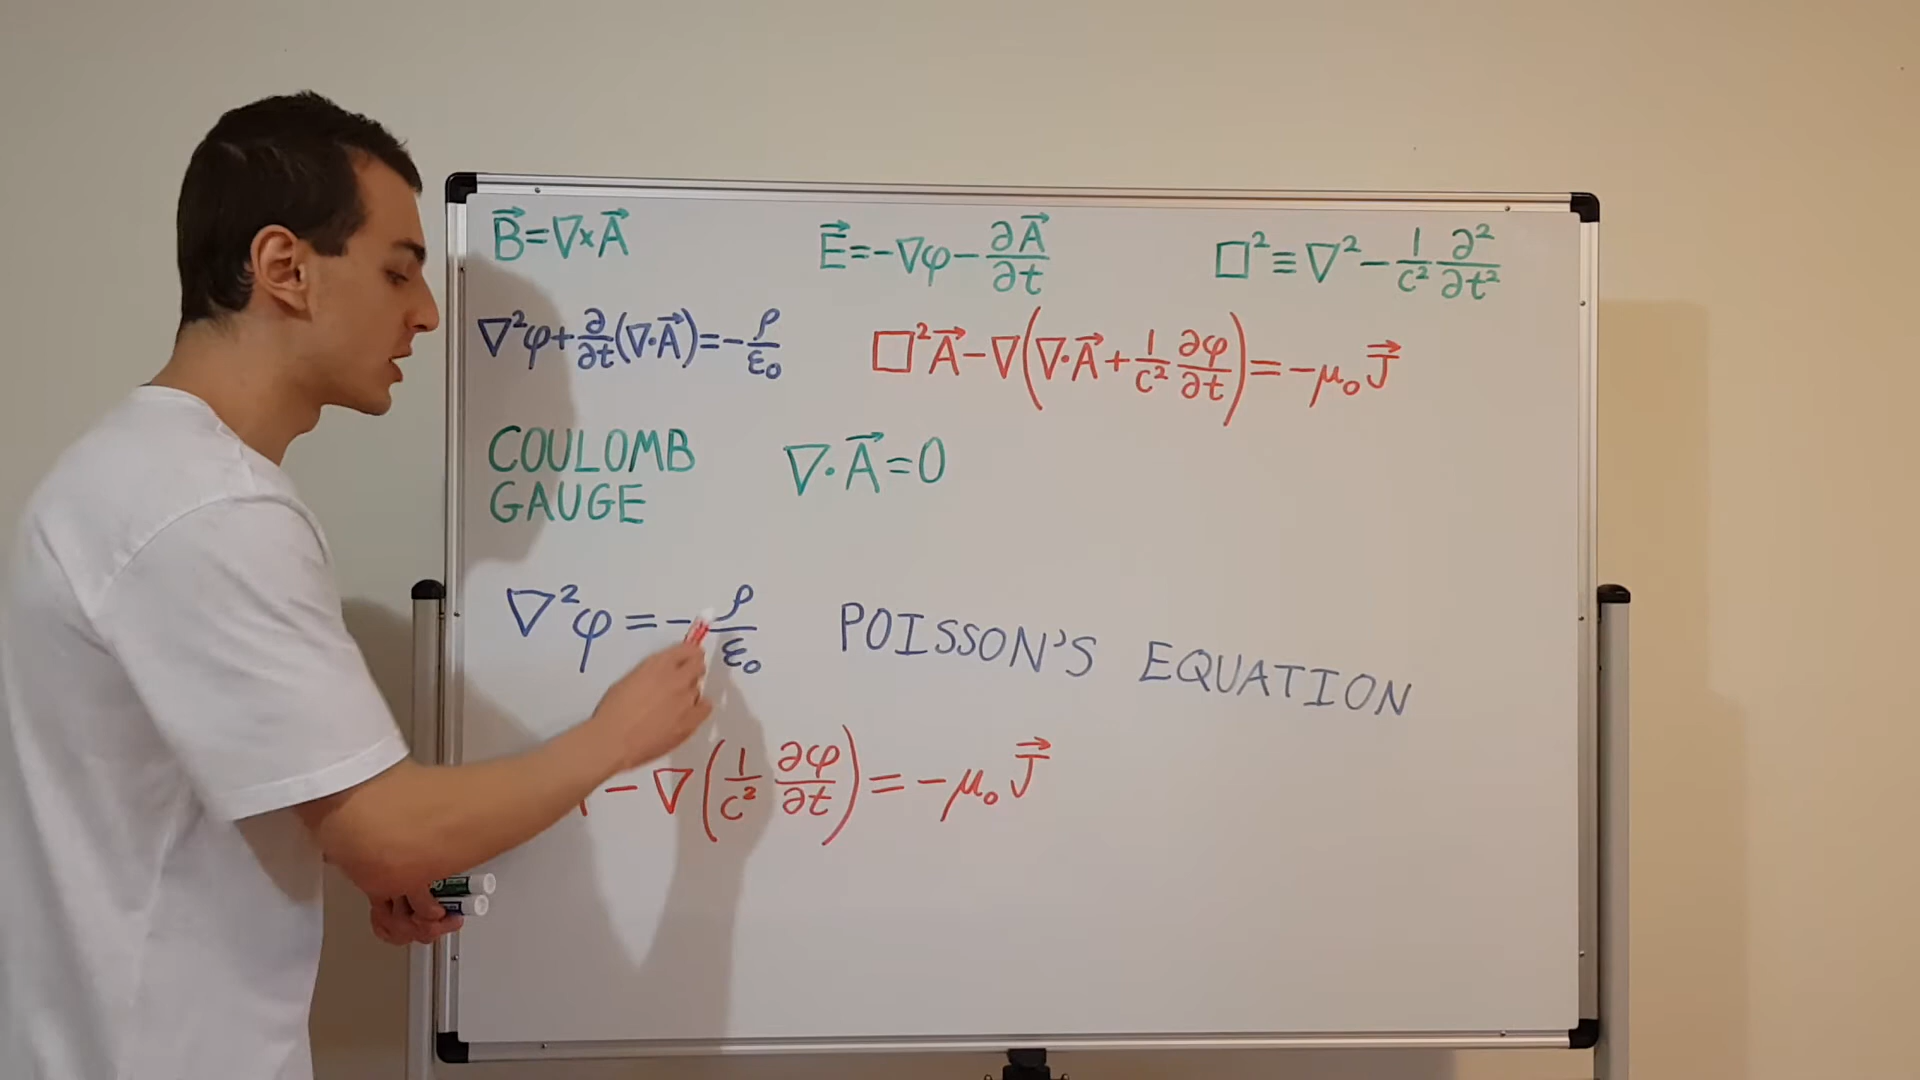 B⃗=∇×A⃗
E⃗=-∇φ-∂A⃗/∂t
□²≡∇²-1/c² ∂²/∂t²
∇²φ+∂/∂t(∇·A⃗)=-ρ/ε₀
□²A⃗-∇(∇·A⃗+1/c² ∂φ/∂t)=-μ₀J⃗
COULOMB
GAUGE
∇·A⃗=0
∇²φ=-ρ/ε₀
POISSON'S EQUATION
-∇(1/c² ∂φ/∂t)=-μ₀J⃗